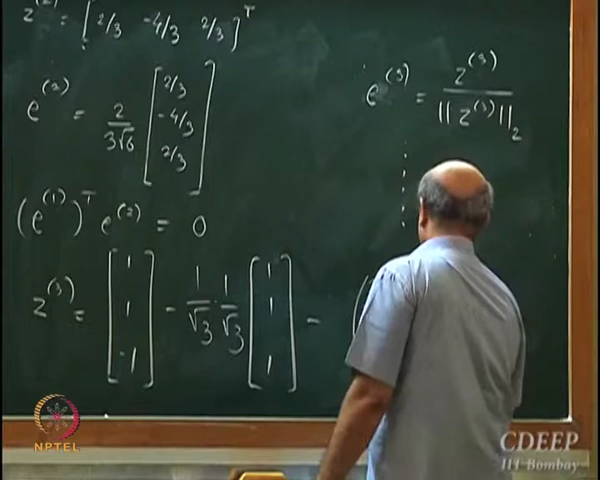 z^(2) = [ 2/3 -4/3 2/3 ]^T
e^(2) = 2/(3√6) [ 2/3 -4/3 2/3 ]
(e^(1))^T e^(2) = 0
z^(3) = [ 1 1 -1 ] - 1/√3 · 1/√3 [ 1 1 1 ] - (
e^(3) = z^(3) / ||z^(3)||_2
NPTEL
CDEEP
IIT Bombay